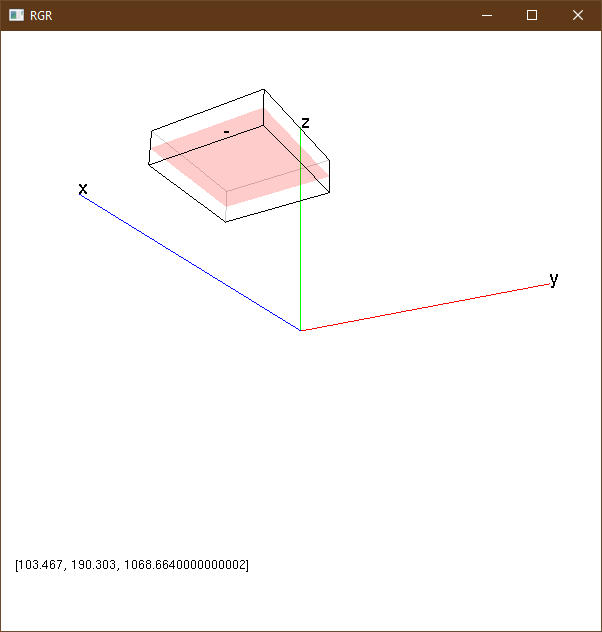 RGR
-
z
x
y
[103.467, 190.303, 1068.6640000000002]